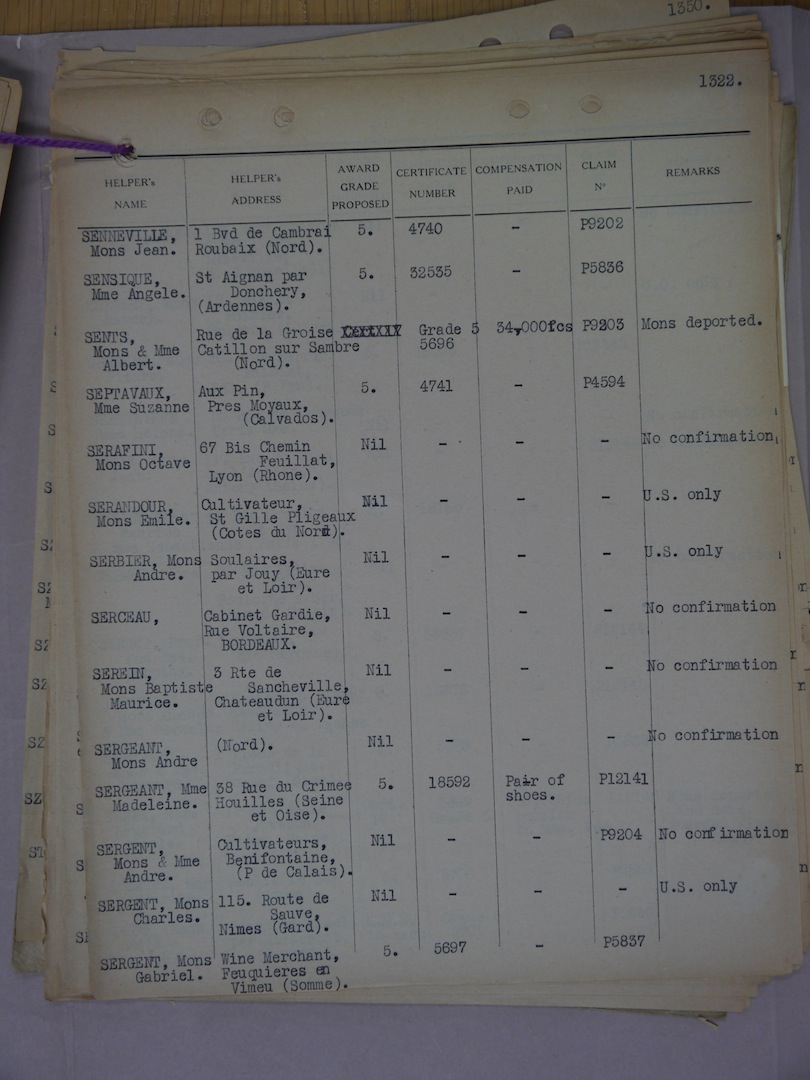 1350.
1322.
HELPER's NAME | HELPER's ADDRESS | AWARD GRADE PROPOSED | CERTIFICATE NUMBER | COMPENSATION PAID | CLAIM Nº | REMARKS
SENNEVILLE, 1 Bvd de Cambrai 5. 4740 - P9202
Mons Jean. Roubaix (Nord).
SENSIQUE, St Aignan par 5. 32535 - P5836
Mme Angele. Donchery,
(Ardennes).
SENTS, Rue de la Groise Grade 5 34,000fcs P9203 Mons deported.
Mons & Mme Catillon sur Sambre 5696
Albert. (Nord).
SEPTAVAUX, Aux Pin, 5. 4741 - P4594
Mme Suzanne Pres Moyaux,
(Calvados).
SERAFINI, 67 Bis Chemin Nil - - - No confirmation,
Mons Octave Feuillat,
Lyon (Rhone).
SERANDOUR, Cultivateur, Nil - - - U.S. only
Mons Emile. St Gille Pligeaux
(Cotes du Nord).
SERBIER, Mons Soulaires, Nil - - - U.S. only
Andre. par Jouy (Eure
et Loir).
SERCEAU, Cabinet Gardie, Nil - - - No confirmation
Rue Voltaire,
BORDEAUX.
SEREIN, 3 Rte de Nil - - - No confirmation
Mons Baptiste Sancheville,
Maurice. Chateaudun (Eure
et Loir).
SERGEANT, (Nord). Nil - - - No confirmation
Mons Andre
SERGEANT, Mme 38 Rue du Crimee 5. 18592 Pair of P12141
Madeleine. Houilles (Seine shoes.
et Oise).
SERGENT, Cultivateurs, Nil - - P9204 No confirmation
Mons & Mme Benifontaine,
Andre. (P de Calais).
SERGENT, Mons 115. Route de Nil - - - U.S. only
Charles. Sauve,
Nimes (Gard).
SERGENT, Mons Wine Merchant, 5. 5697 - P5837
Gabriel. Feuquieres en
Vimeu (Somme).